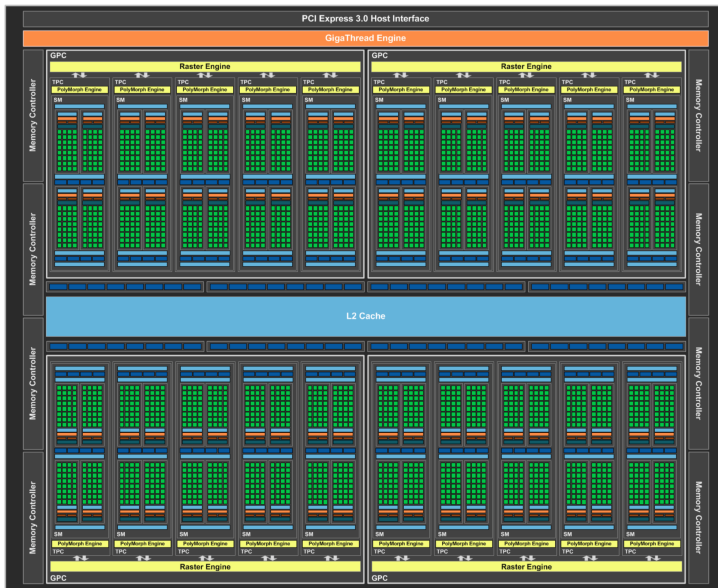 PCI Express 3.0 Host Interface
GigaThread Engine
GPC
GPC
Raster Engine
Raster Engine
TPC TPC TPC TPC TPC
TPC TPC TPC TPC TPC
PolyMorph Engine PolyMorph Engine PolyMorph Engine PolyMorph Engine PolyMorph Engine
PolyMorph Engine PolyMorph Engine PolyMorph Engine PolyMorph Engine PolyMorph Engine
SM SM SM SM SM
SM SM SM SM SM
Memory Controller
Memory Controller
Memory Controller
Memory Controller
L2 Cache
Memory Controller
Memory Controller
Memory Controller
Memory Controller
SM SM SM SM SM
SM SM SM SM SM
PolyMorph Engine PolyMorph Engine PolyMorph Engine PolyMorph Engine PolyMorph Engine
PolyMorph Engine PolyMorph Engine PolyMorph Engine PolyMorph Engine PolyMorph Engine
TPC TPC TPC TPC TPC
TPC TPC TPC TPC TPC
Raster Engine
Raster Engine
GPC
GPC